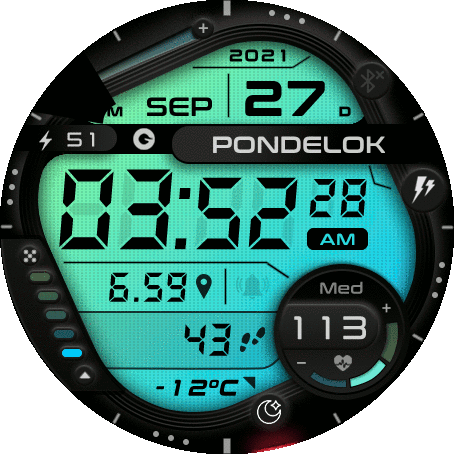 2021
M SEP 27 D
51 G PONDELOK
03:52 28
AM
6.59
Med
43 113
- +
-12°C